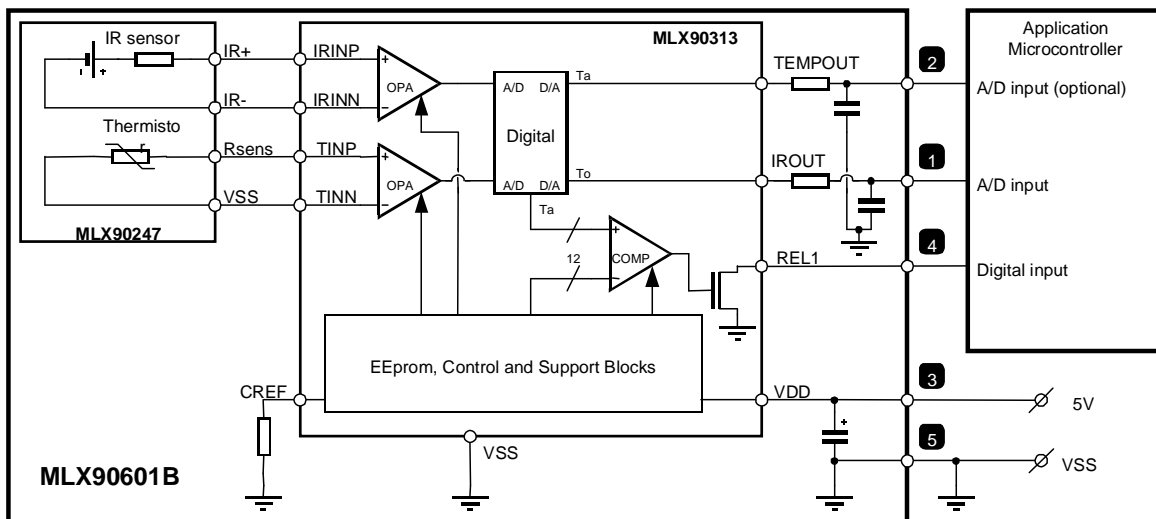 IR sensor
IR+
IRINP
MLX90313
Application
Microcontroller
TEMPOUT
2
+
OPA
A/D
D/A
Ta
A/D input (optional)
+
IR-
IRINN
−
Digital
Thermisto
r
Rsens
TINP
+
OPA
A/D
D/A
To
IROUT
1
A/D input
VSS
TINN
−
Ta
MLX90247
+
COMP
−
12
4
REL1
Digital input
EEprom, Control and Support Blocks
CREF
VDD
3
5V
+
5
VSS
VSS
MLX90601B